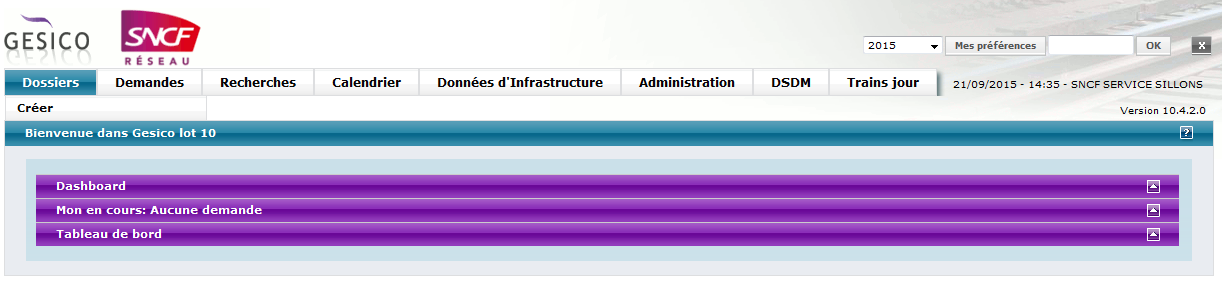 GESICO
SNCF
RÉSEAU
2015
Mes préférences
OK
x
Dossiers Demandes Recherches Calendrier Données d'Infrastructure Administration DSDM Trains jour
21/09/2015 - 14:35 - SNCF SERVICE SILLONS
Créer
Version 10.4.2.0
Bienvenue dans Gesico lot 10
?
Dashboard
Mon en cours: Aucune demande
Tableau de bord